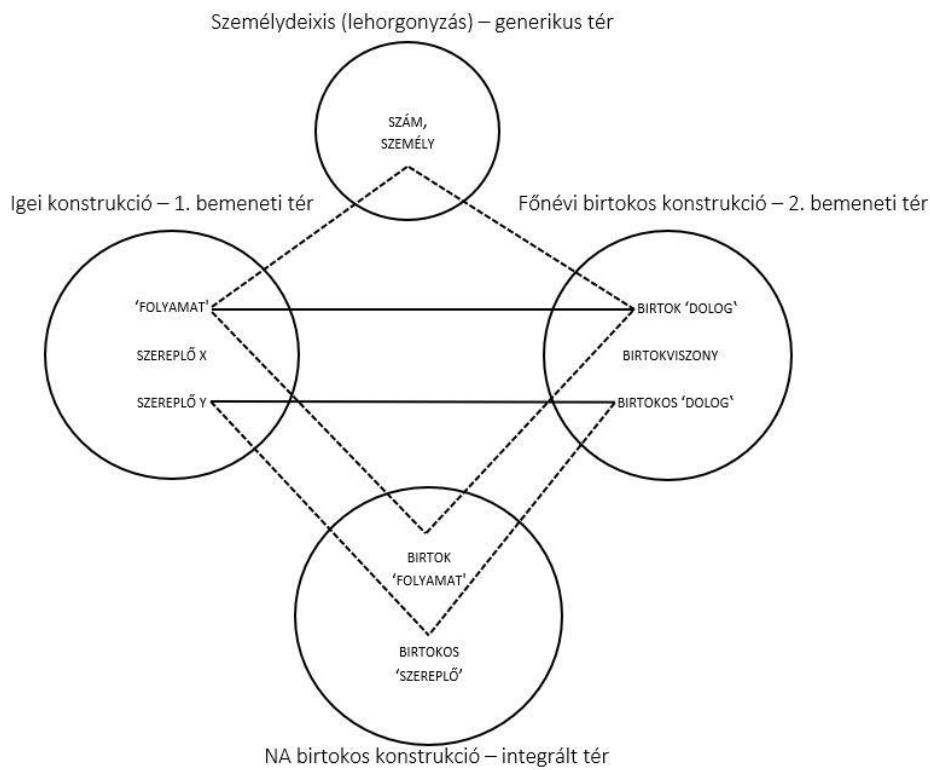 Személydeixis (lehorgonyzás) – generikus tér
SZÁM,
SZEMÉLY
Igei konstrukció – 1. bemeneti tér
Főnévi birtokos konstrukció – 2. bemeneti tér
‘FOLYAMAT'
SZEREPLŐ X
SZEREPLŐ Y
BIRTOK ‘DOLOG‘
BIRTOKVISZONY
BIRTOKOS ‘DOLOG‘
BIRTOK
‘FOLYAMAT'
BIRTOKOS
‘SZEREPLŐ’
NA birtokos konstrukció – integrált tér